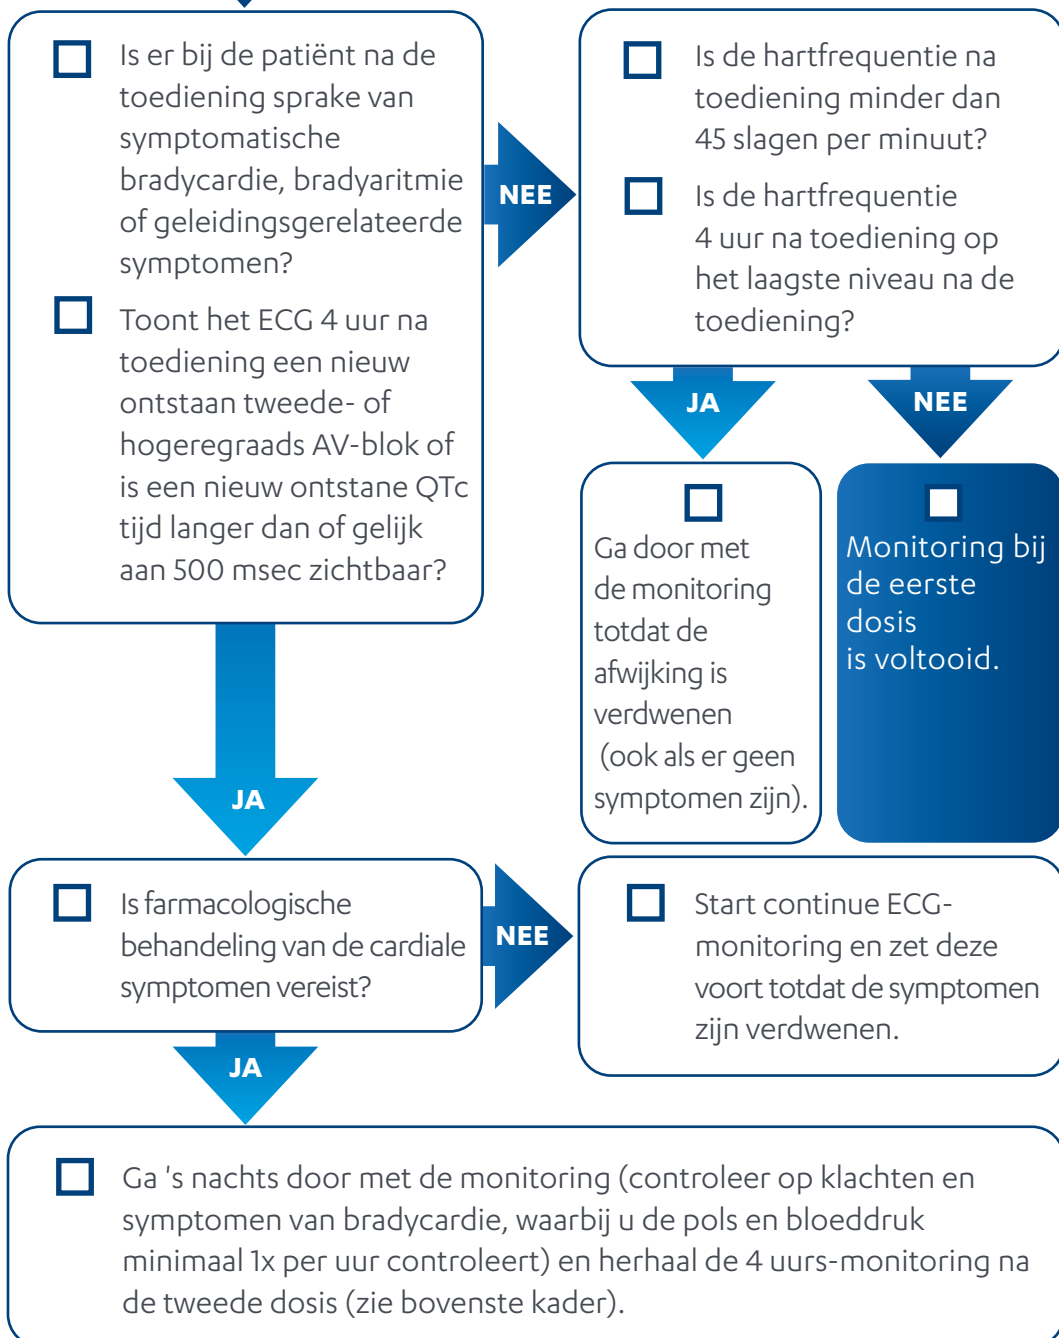 Is er bij de patiënt na de
toediening sprake van
symptomatische
bradycardie, bradyaritmie
of geleidingsgerelateerde
symptomen?
Toont het ECG 4 uur na
toediening een nieuw
ontstaan tweede- of
hogeregraads AV-blok of
is een nieuw ontstane QTc
tijd langer dan of gelijk
aan 500 msec zichtbaar?
NEE
Is de hartfrequentie na
toediening minder dan
45 slagen per minuut?
Is de hartfrequentie
4 uur na toediening op
het laagste niveau na de
toediening?
JA
NEE
Ga door met
de monitoring
totdat de
afwijking is
verdwenen
(ook als er geen
symptomen zijn).
Monitoring bij
de eerste
dosis
is voltooid.
JA
Is farmacologische
behandeling van de cardiale
symptomen vereist?
NEE
Start continue ECG-
monitoring en zet deze
voort totdat de symptomen
zijn verdwenen.
JA
Ga 's nachts door met de monitoring (controleer op klachten en
symptomen van bradycardie, waarbij u de pols en bloeddruk
minimaal 1x per uur controleert) en herhaal de 4 uurs-monitoring na
de tweede dosis (zie bovenste kader).